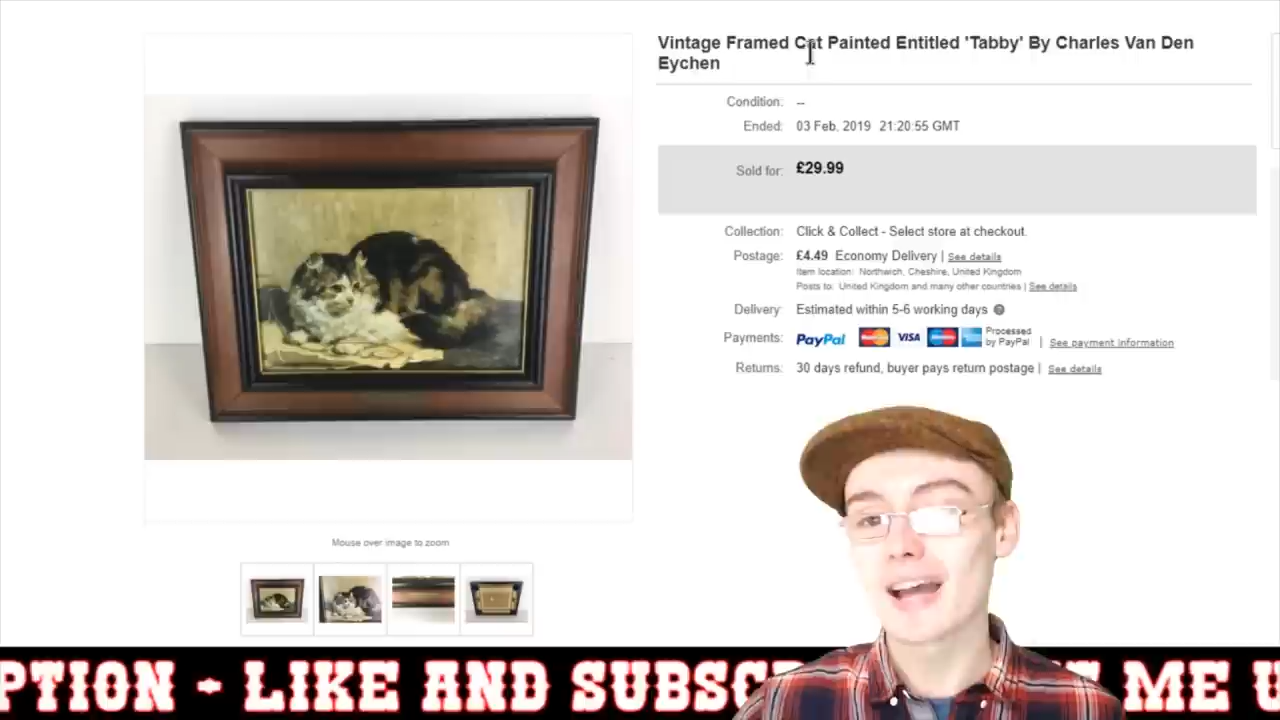 Vintage Framed Cat Painted Entitled 'Tabby' By Charles Van Den
Eychen
Condition: --
Ended: 03 Feb, 2019 21:20:55 GMT
Sold for: £29.99
Collection: Click & Collect - Select store at checkout.
Postage: £4.49 Economy Delivery | See details
Item location: Northwich, Cheshire, United Kingdom
Posts to: United Kingdom and many other countries | See details
Delivery: Estimated within 5-6 working days
Payments: PayPal MasterCard VISA Maestro Processed by PayPal | See payment information
Returns: 30 days refund, buyer pays return postage | See details
Mouse over image to zoom
PTION - LIKE AND SUBSC ME U